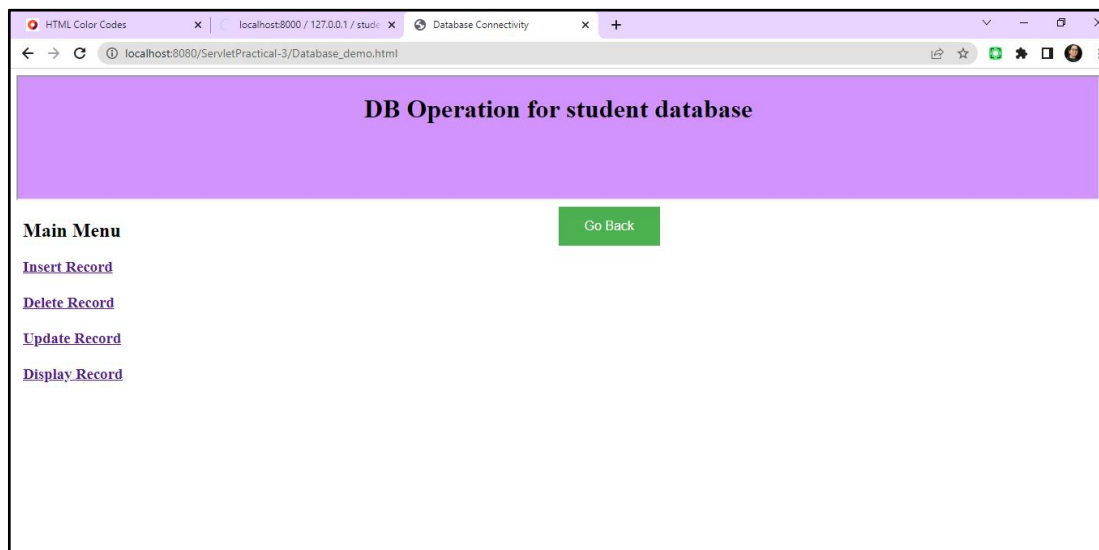 HTML Color Codes
localhost:8000 / 127.0.0.1 / stude
Database Connectivity
localhost:8080/ServletPractical-3/Database_demo.html
DB Operation for student database
Main Menu
Go Back
Insert Record
Delete Record
Update Record
Display Record